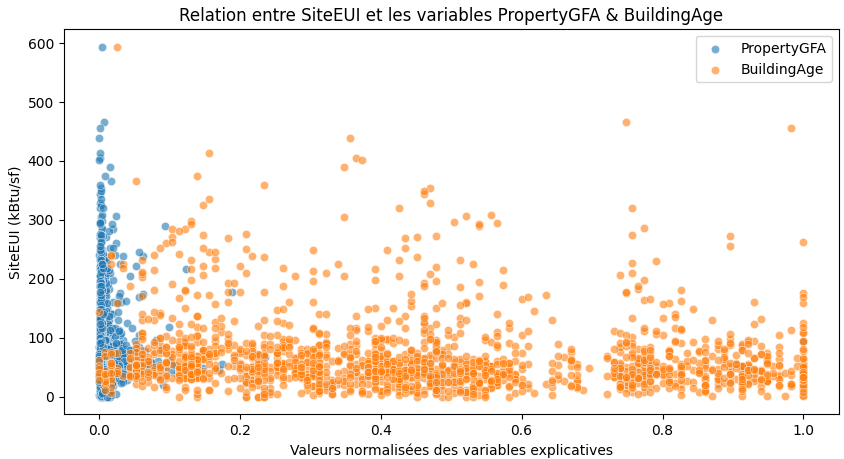 Relation entre SiteEUI et les variables PropertyGFA & BuildingAge
PropertyGFA
BuildingAge
600
500
400
300
200
100
0
SiteEUI (kBtu/sf)
0.0
0.2
0.4
0.6
0.8
1.0
Valeurs normalisées des variables explicatives